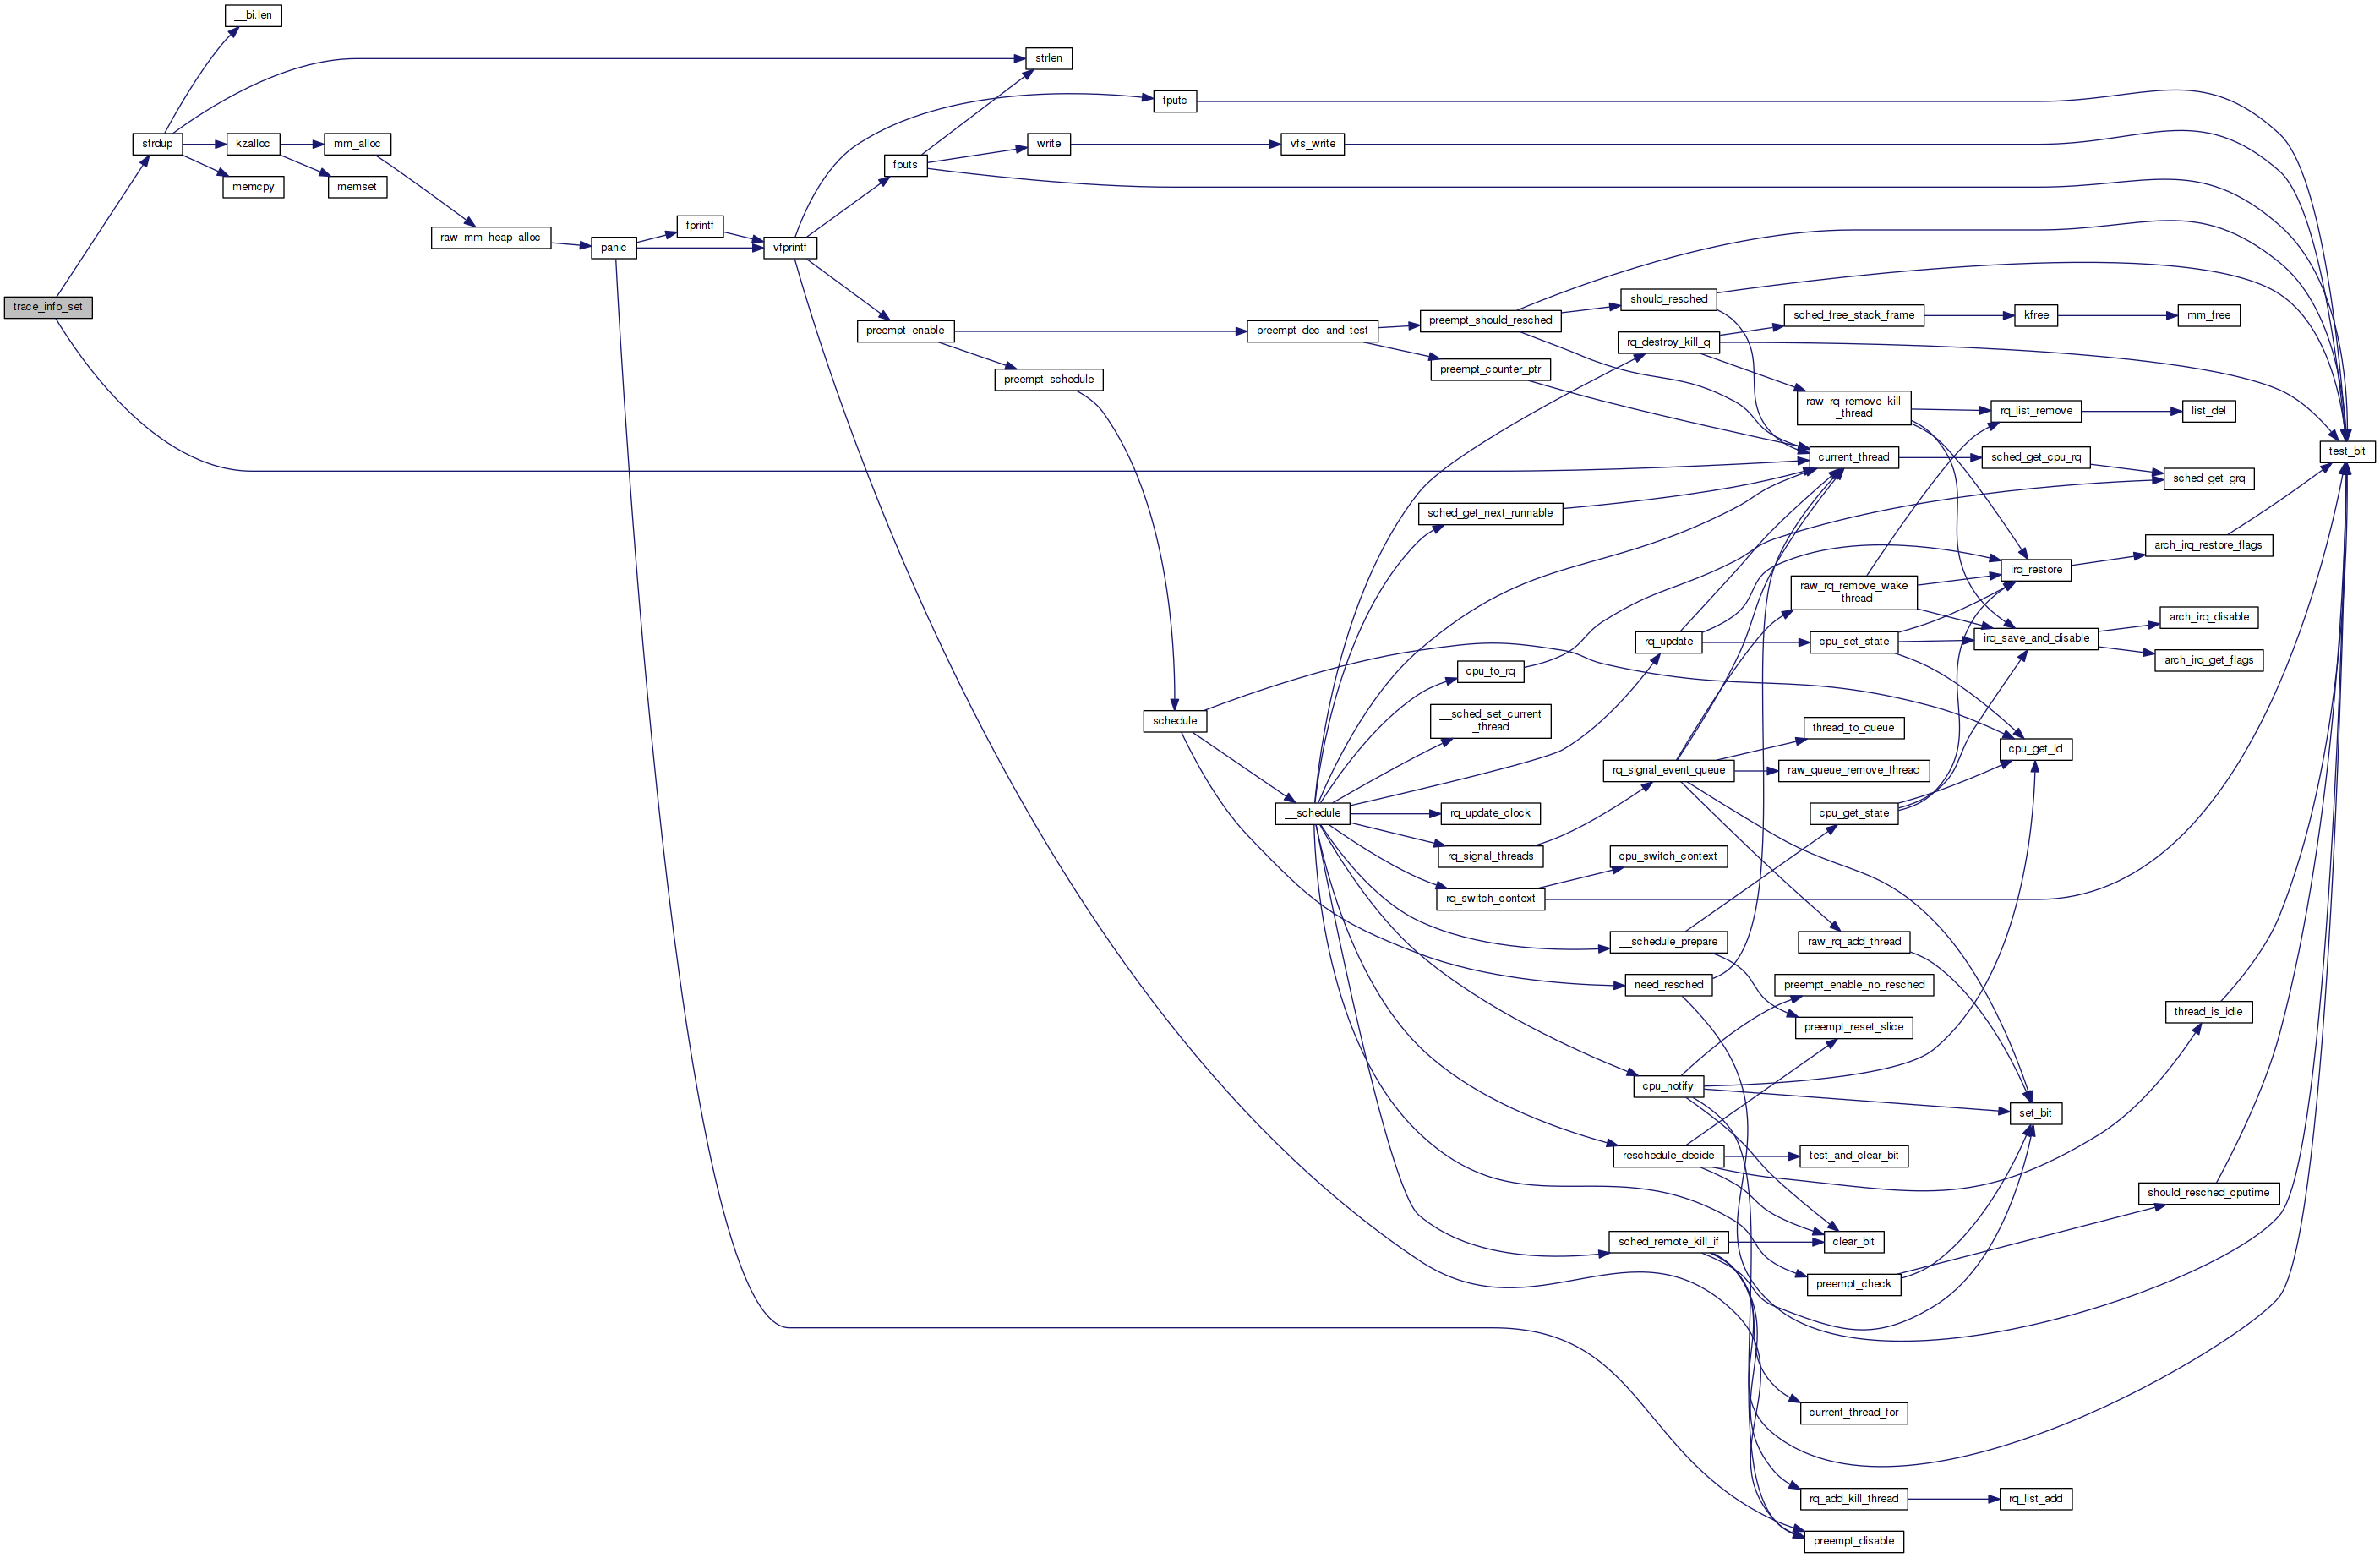 __bi.len
strlen
fputc
strdup
kzalloc
mm_alloc
write
vfs_write
fputs
memcpy
memset
fprintf
raw_mm_heap_alloc
panic
vfprintf
trace_info_set
should_resched
sched_free_stack_frame
kfree
mm_free
preempt_enable
preempt_dec_and_test
preempt_should_resched
rq_destroy_kill_q
preempt_schedule
preempt_counter_ptr
raw_rq_remove_kill
_thread
rq_list_remove
list_del
current_thread
sched_get_cpu_rq
test_bit
sched_get_grq
sched_get_next_runnable
arch_irq_restore_flags
irq_restore
raw_rq_remove_wake
_thread
arch_irq_disable
rq_update
cpu_set_state
irq_save_and_disable
arch_irq_get_flags
cpu_to_rq
schedule
__sched_set_current
_thread
thread_to_queue
cpu_get_id
rq_signal_event_queue
raw_queue_remove_thread
__schedule
rq_update_clock
cpu_get_state
rq_signal_threads
cpu_switch_context
rq_switch_context
__schedule_prepare
raw_rq_add_thread
need_resched
preempt_enable_no_resched
thread_is_idle
preempt_reset_slice
cpu_notify
set_bit
reschedule_decide
test_and_clear_bit
should_resched_cputime
sched_remote_kill_if
clear_bit
preempt_check
current_thread_for
rq_add_kill_thread
rq_list_add
preempt_disable